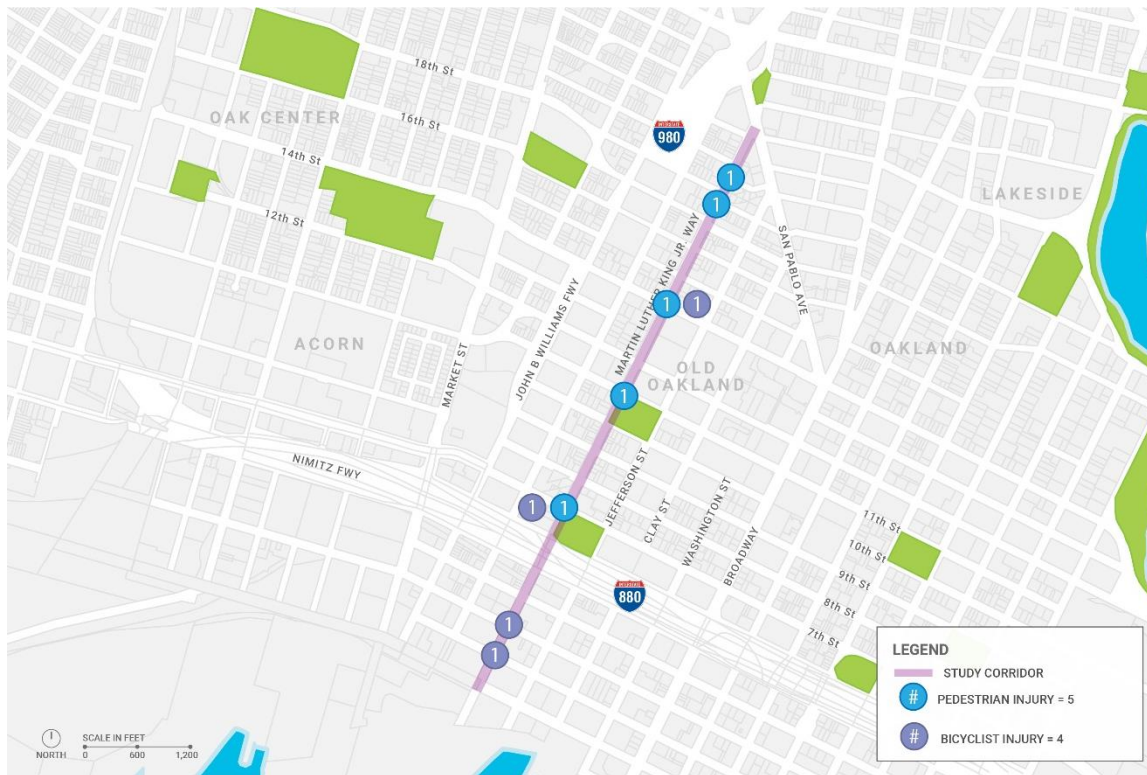 18th St
OAK CENTER
16th St
INTERSTATE
980
14th St
1
LAKESIDE
12th St
1
MARTIN LUTHER KING JR. WAY
SAN PABLO AVE
1
1
JOHN B WILLIAMS FWY
ACORN
OAKLAND
MARKET ST
OLD
OAKLAND
1
NIMITZ FWY
JEFFERSON ST
1
1
CLAY ST
WASHINGTON ST
BROADWAY
11th St
10th St
9th St
8th St
7th St
INTERSTATE
880
1
1
LEGEND
STUDY CORRIDOR
# PEDESTRIAN INJURY = 5
# BICYCLIST INJURY = 4
NORTH
SCALE IN FEET
0 600 1,200